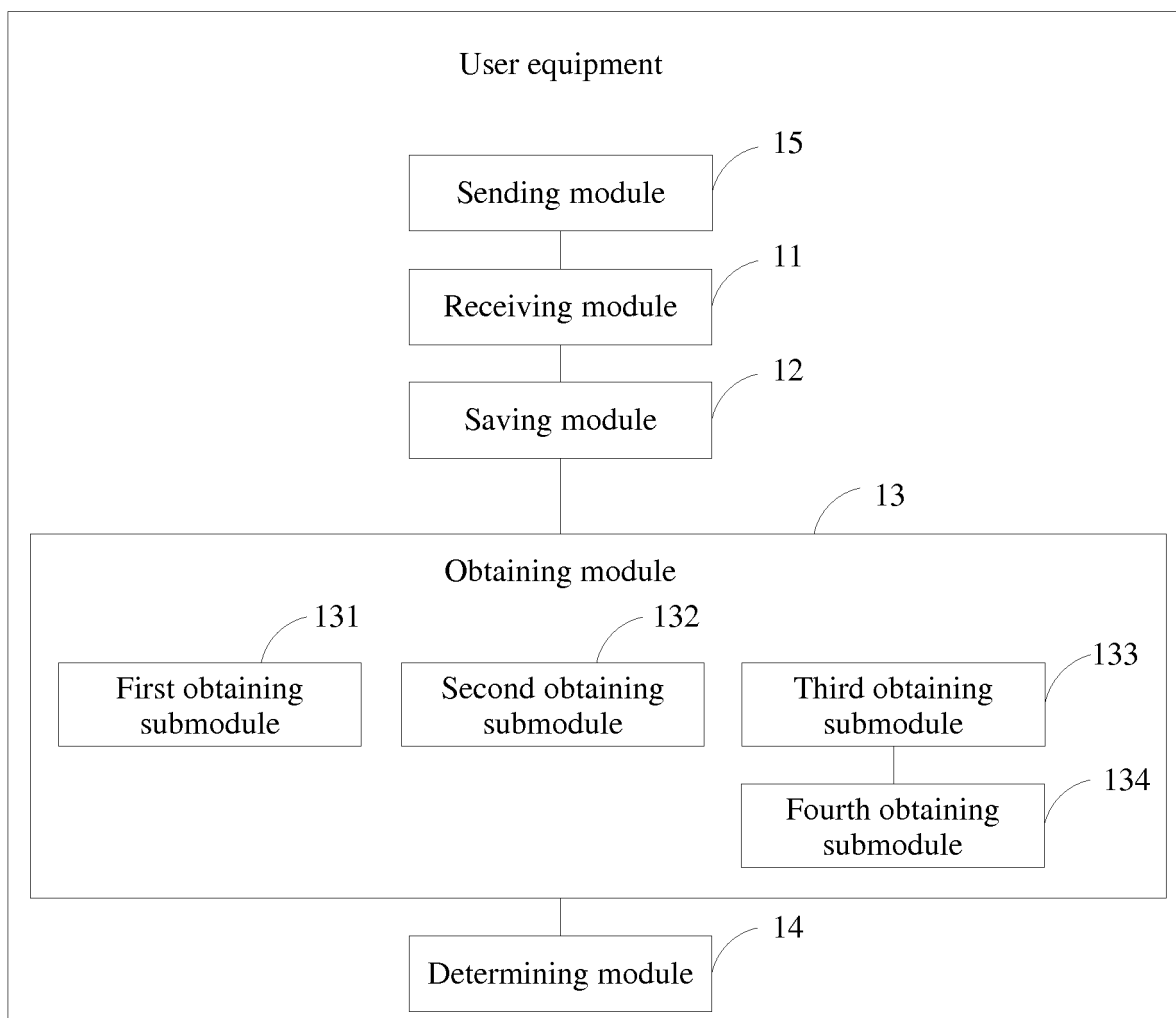 User equipment
15
Sending module
11
Receiving module
12
Saving module
13
Obtaining module
131
132
133
First obtaining
submodule
Second obtaining
submodule
Third obtaining
submodule
134
Fourth obtaining
submodule
14
Determining module